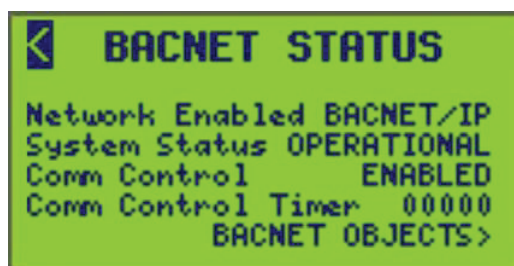 < BACNET STATUS
Network Enabled BACNET/IP
System Status OPERATIONAL
Comm Control ENABLED
Comm Control Timer 00000
BACNET OBJECTS>